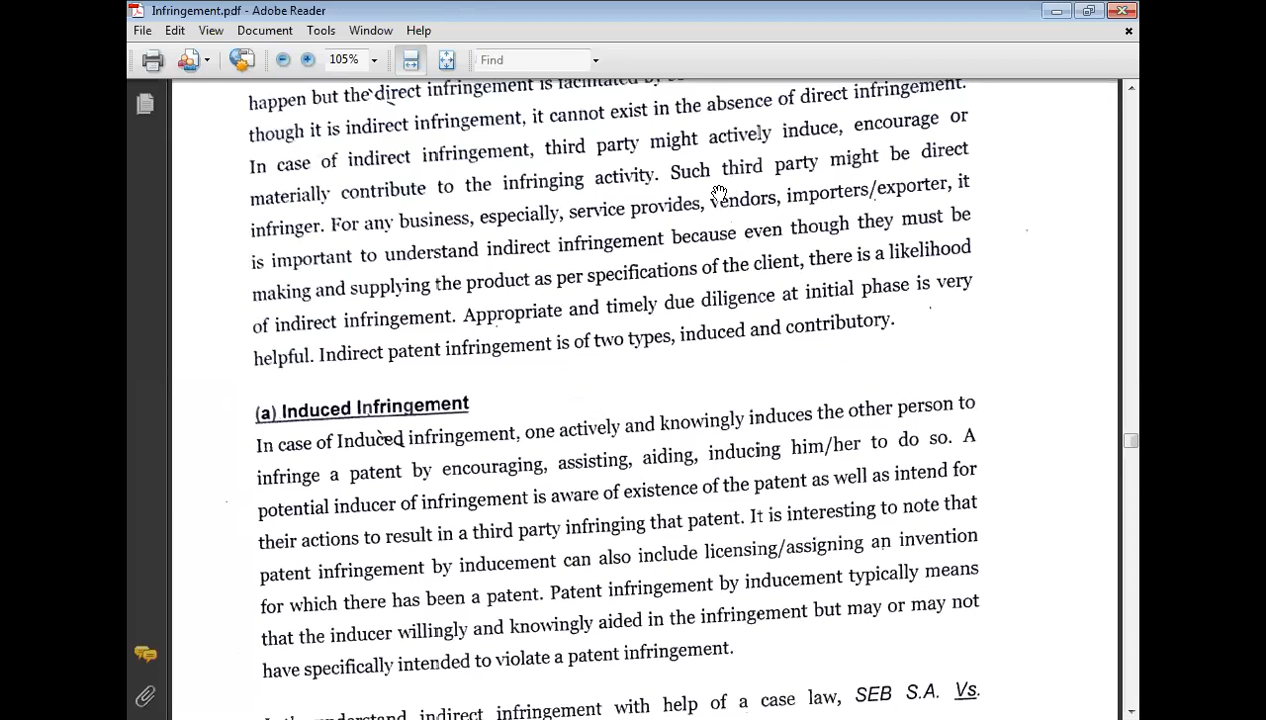 Infringement.pdf - Adobe Reader
File Edit View Document Tools Window Help
105% Find
happen but the direct infringement is facilitated by
though it is indirect infringement, it cannot exist in the absence of direct infringement.
In case of indirect infringement, third party might actively induce, encourage or
materially contribute to the infringing activity. Such third party might be direct
infringer. For any business, especially, service provides, vendors, importers/exporter, it
is important to understand indirect infringement because even though they must be
making and supplying the product as per specifications of the client, there is a likelihood
of indirect infringement. Appropriate and timely due diligence at initial phase is very
helpful. Indirect patent infringement is of two types, induced and contributory.
(a) Induced Infringement
In case of Induced infringement, one actively and knowingly induces the other person to
infringe a patent by encouraging, assisting, aiding, inducing him/her to do so. A
potential inducer of infringement is aware of existence of the patent as well as intend for
their actions to result in a third party infringing that patent. It is interesting to note that
patent infringement by inducement can also include licensing/assigning an invention
for which there has been a patent. Patent infringement by inducement typically means
that the inducer willingly and knowingly aided in the infringement but may or may not
have specifically intended to violate a patent infringement.
understand indirect infringement with help of a case law, SEB S.A. Vs.